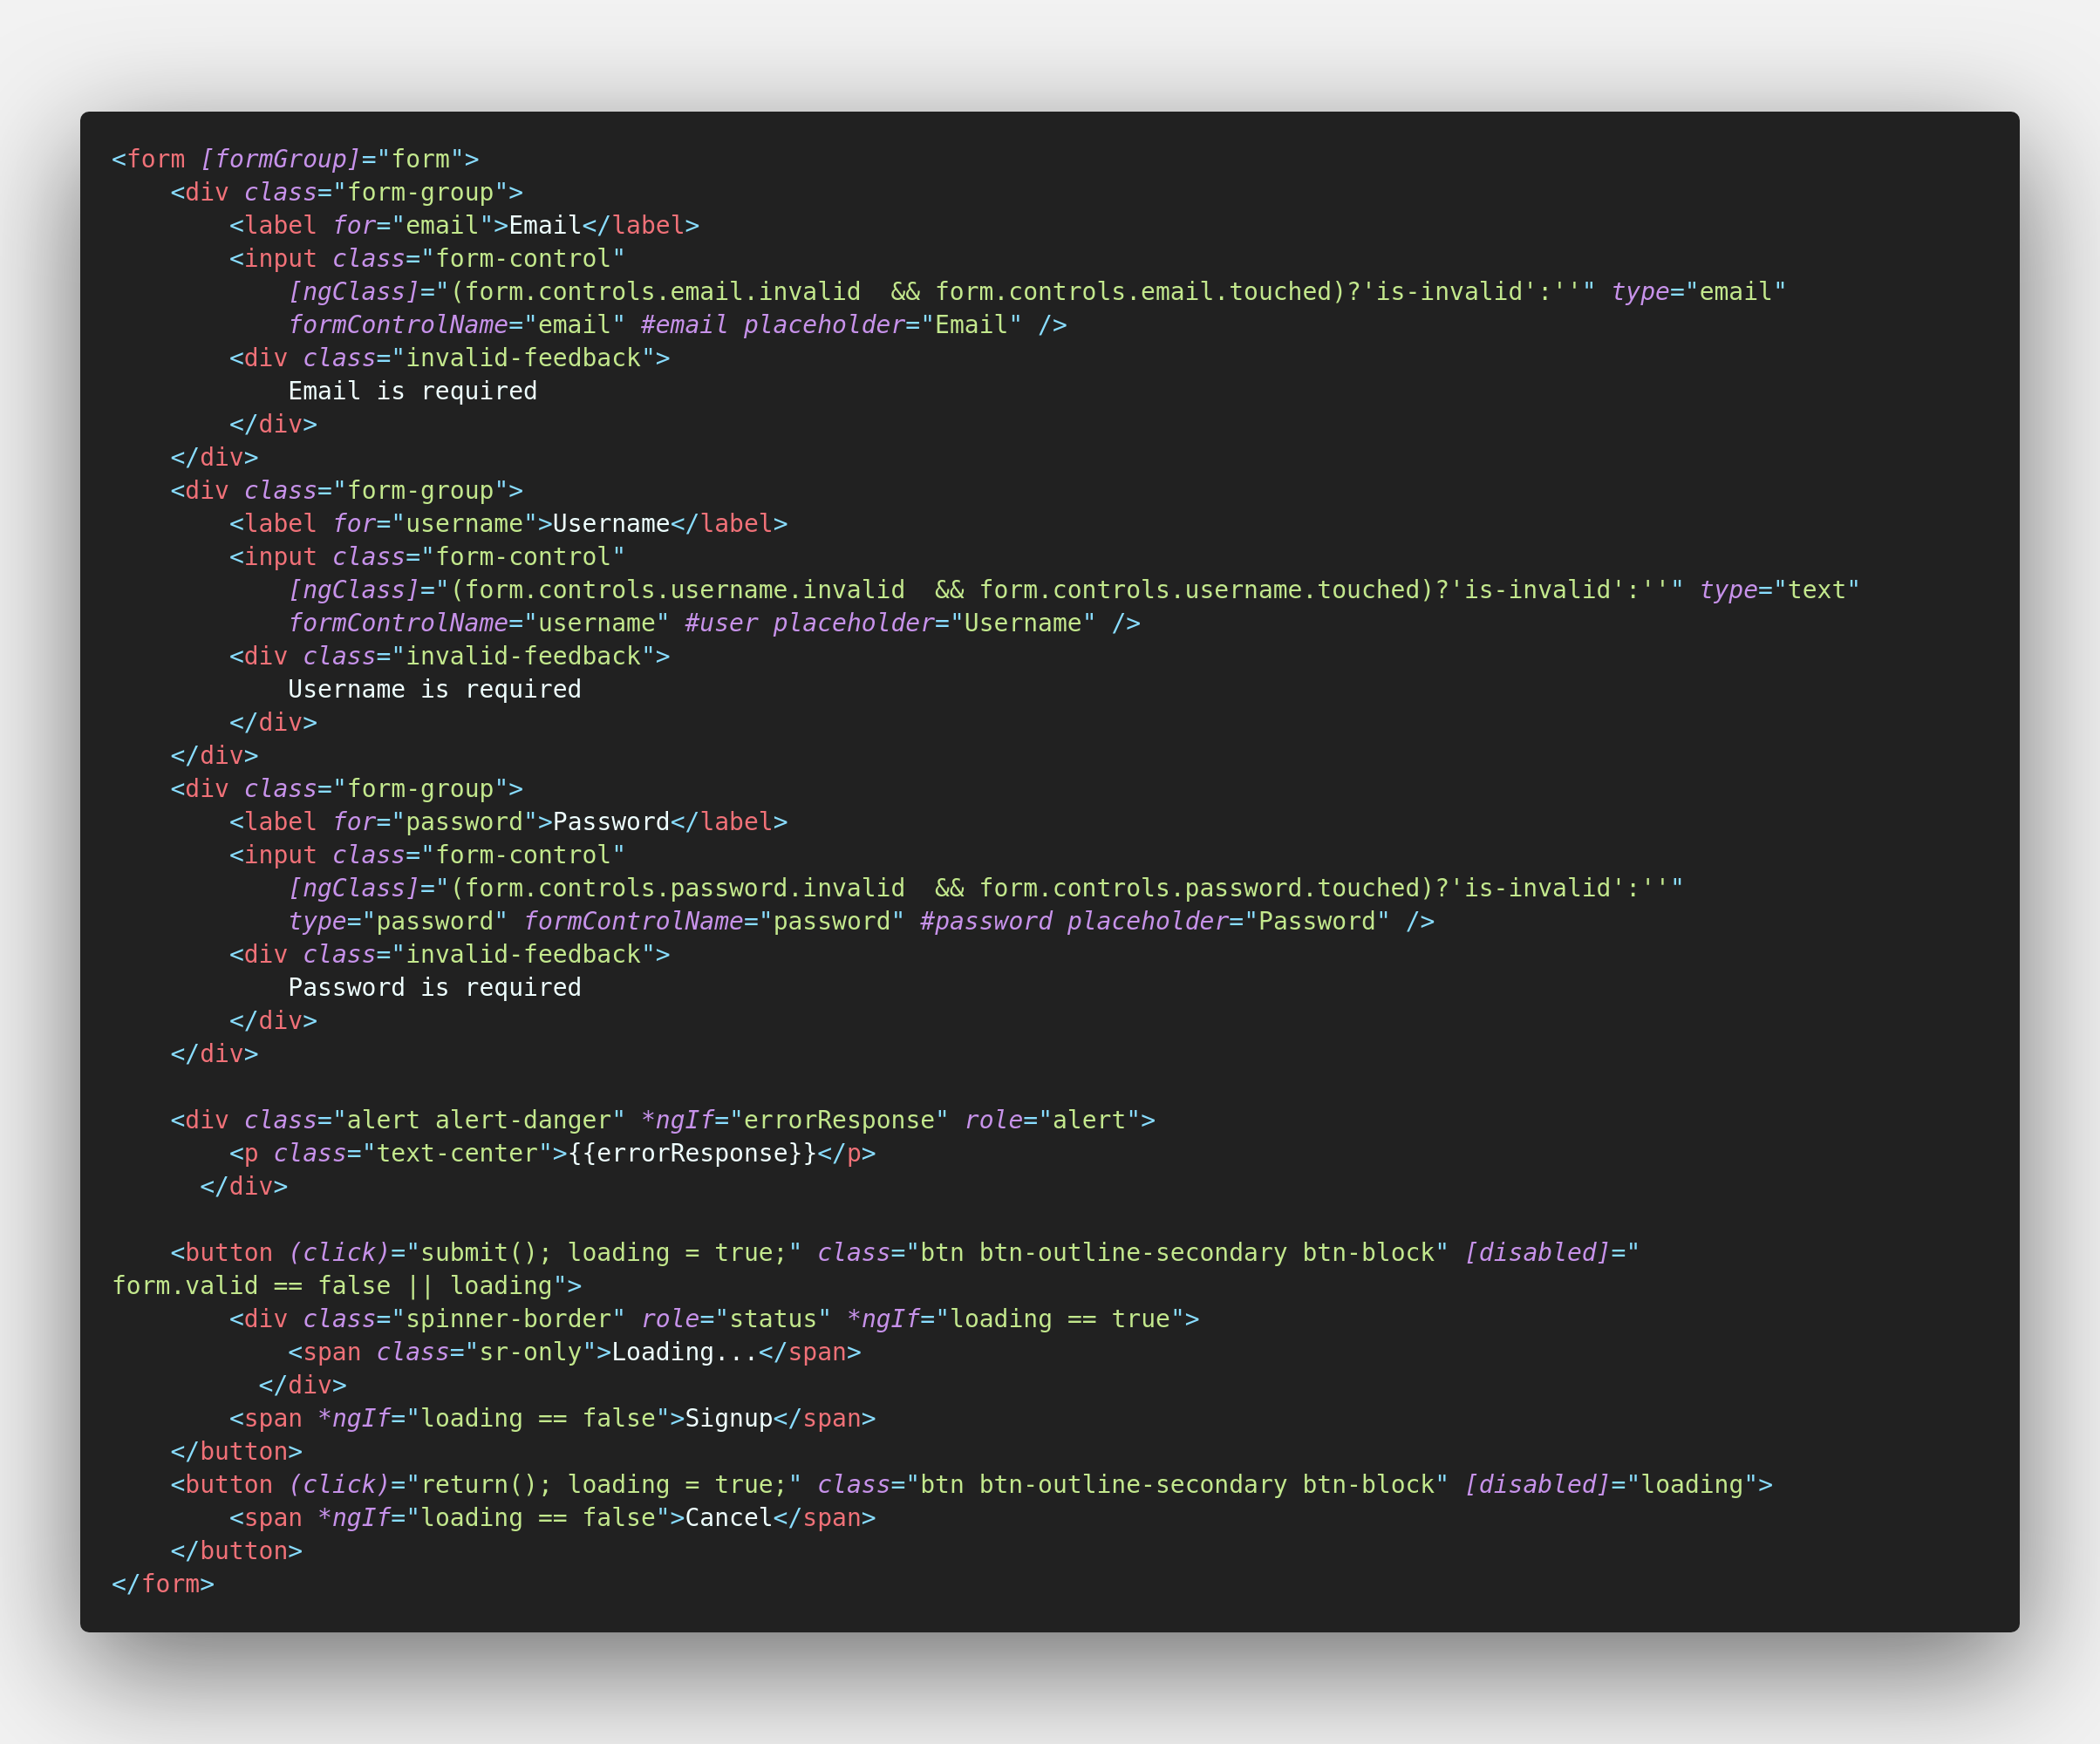 <form [formGroup]="form">
    <div class="form-group">
        <label for="email">Email</label>
        <input class="form-control"
            [ngClass]="(form.controls.email.invalid  && form.controls.email.touched)?'is-invalid':''" type="email"
            formControlName="email" #email placeholder="Email" />
        <div class="invalid-feedback">
            Email is required
        </div>
    </div>
    <div class="form-group">
        <label for="username">Username</label>
        <input class="form-control"
            [ngClass]="(form.controls.username.invalid  && form.controls.username.touched)?'is-invalid':''" type="text"
            formControlName="username" #user placeholder="Username" />
        <div class="invalid-feedback">
            Username is required
        </div>
    </div>
    <div class="form-group">
        <label for="password">Password</label>
        <input class="form-control"
            [ngClass]="(form.controls.password.invalid  && form.controls.password.touched)?'is-invalid':''"
            type="password" formControlName="password" #password placeholder="Password" />
        <div class="invalid-feedback">
            Password is required
        </div>
    </div>

    <div class="alert alert-danger" *ngIf="errorResponse" role="alert">
        <p class="text-center">{{errorResponse}}</p>
      </div>

    <button (click)="submit(); loading = true;" class="btn btn-outline-secondary btn-block" [disabled]="
form.valid == false || loading">
        <div class="spinner-border" role="status" *ngIf="loading == true">
            <span class="sr-only">Loading...</span>
          </div>
        <span *ngIf="loading == false">Signup</span>
    </button>
    <button (click)="return(); loading = true;" class="btn btn-outline-secondary btn-block" [disabled]="loading">
        <span *ngIf="loading == false">Cancel</span>
    </button>
</form>